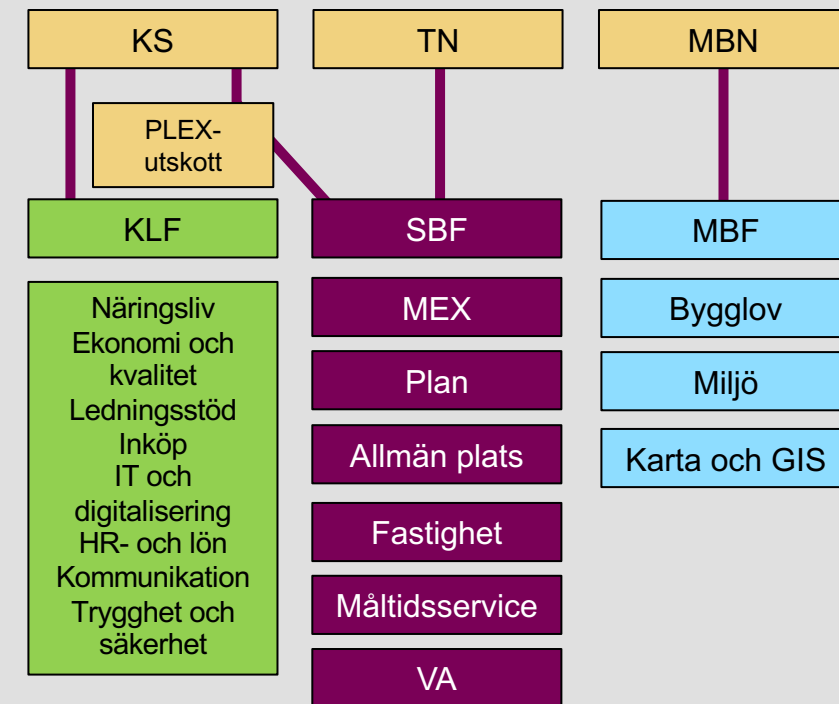 KS
TN
MBN
PLEX-
utskott
KLF
SBF
MBF
Näringsliv
Ekonomi och
kvalitet
Ledningsstöd
Inköp
IT och
digitalisering
HR- och lön
Kommunikation
Trygghet och
säkerhet
MEX
Plan
Allmän plats
Fastighet
Måltidsservice
VA
Bygglov
Miljö
Karta och GIS